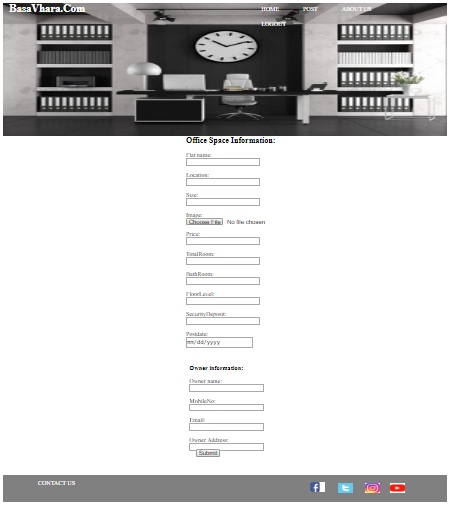 BasaVhara.Com
HOME POST ABOUT US
LOGOUT
Office Space Information:
Flat name:
Location:
Size:
Image:
Choose File No file chosen
Price:
TotalRoom:
BathRoom:
FloorLevel:
SecurityDeposit:
Postdate:
mm/dd/yyyy
Owner Information:
Owner name:
MobileNo:
Email:
Owner Address:
Submit
CONTACT US